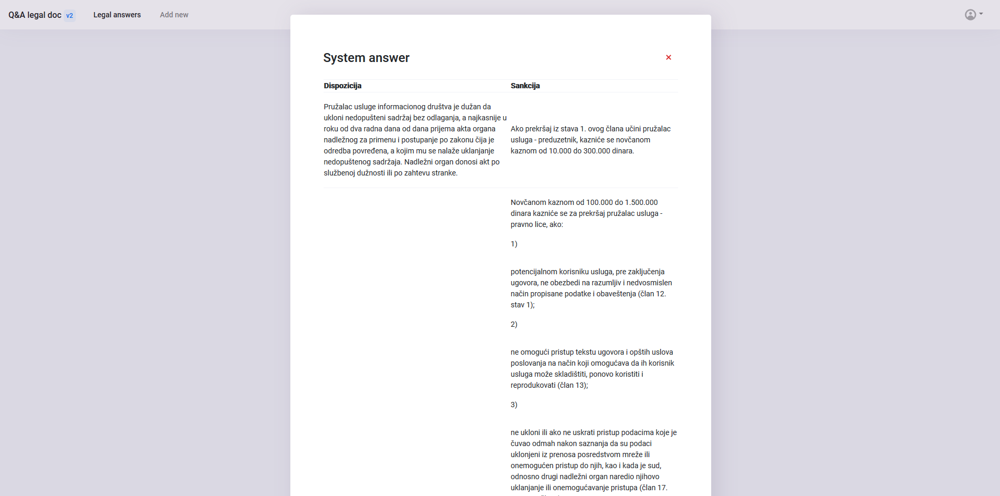 Q&A legal doc v2 Legal answers Add new
System answer
Dispozicija Sankcija
Pružalac usluge informacionog društva je dužan da
ukloni nedopušteni sadržaj bez odlaganja, a najkasnije u
roku od dva radna dana od dana prijema akta organa
nadležnog za primenu i postupanje po zakonu čija je
odredba povređena, a kojim mu se nalaže uklanjanje
nedopuštenog sadržaja. Nadležni organ donosi akt po
službenoj dužnosti ili po zahtevu stranke.
Ako prekršaj iz stava 1. ovog člana učini pružalac
usluga - preduzetnik, kazniće se novčanom
kaznom od 10.000 do 300.000 dinara.
Novčanom kaznom od 100.000 do 1.500.000
dinara kazniće se za prekršaj pružalac usluga -
pravno lice, ako:
1)
potencijalnom korisniku usluga, pre zaključenja
ugovora, ne obezbedi na razumljiv i nedvosmislen
način propisane podatke i obaveštenja (član 12.
stav 1);
2)
ne omogući pristup tekstu ugovora i opštih uslova
poslovanja na način koji omogućava da ih korisnik
usluga može skladištiti, ponovo koristiti i
reprodukovati (član 13);
3)
ne ukloni ili ako ne uskrati pristup podacima koje je
čuvao odmah nakon saznanja da su podaci
uklonjeni iz prenosa posredstvom mreže ili
onemogućen pristup do njih, kao i kada je sud,
odnosno drugi nadležni organ naredio njihovo
uklanjanje ili onemogućavanje pristupa (član 17.